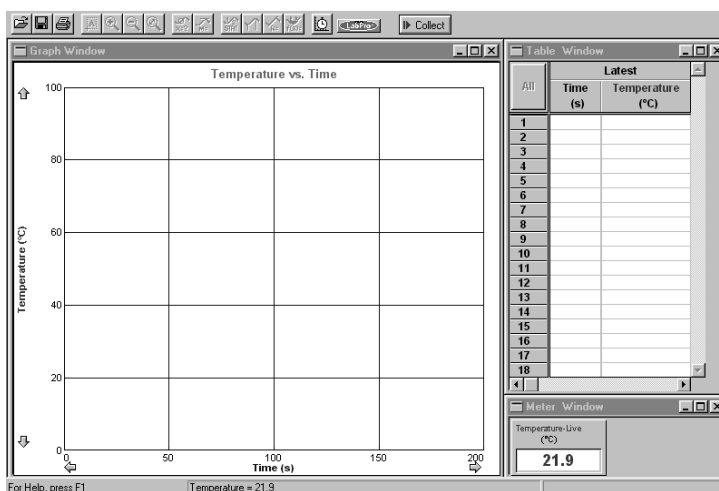 LabPro
Collect
Graph Window
Temperature vs. Time
100
80
60
40
20
0
Temperature (°C)
0
50
100
150
200
Time (s)
Table Window
All
Latest
Time
(s)
Temperature
(°C)
1
2
3
4
5
6
7
8
9
10
11
12
13
14
15
16
17
18
Meter Window
Temperature-Live
(°C)
21.9
For Help, press F1
Temperature = 21.9